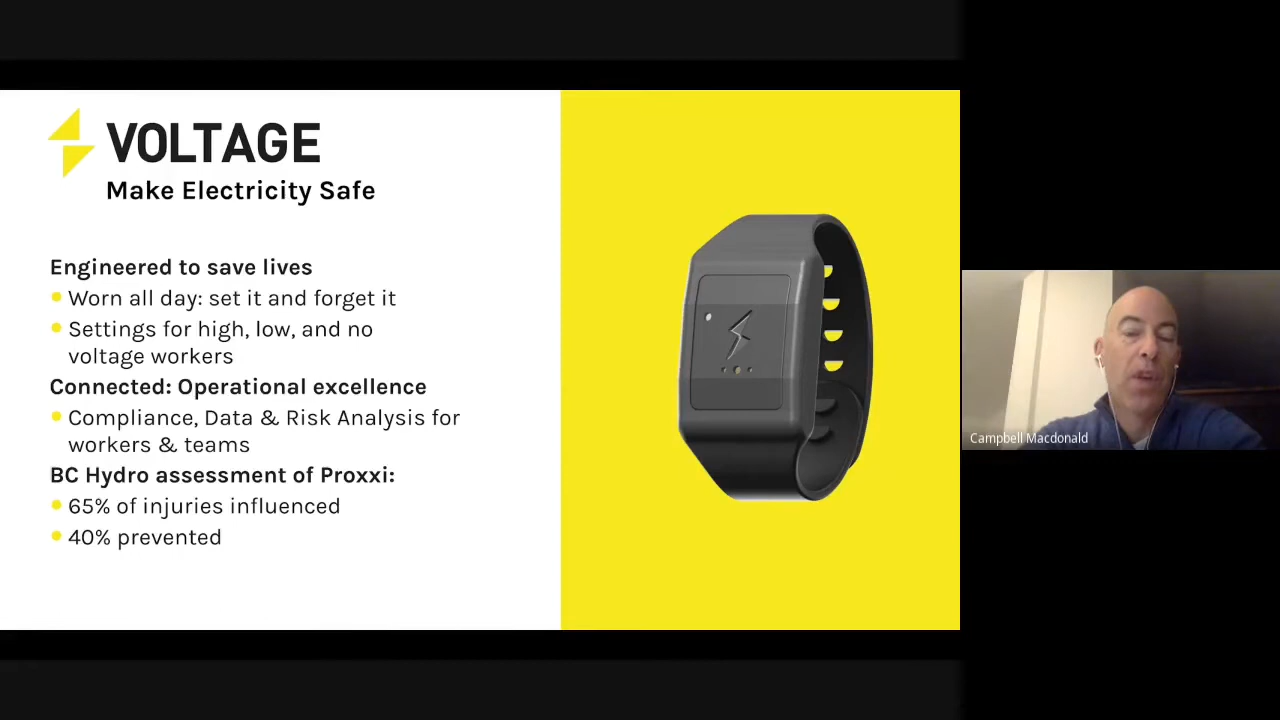 VOLTAGE
Make Electricity Safe
Engineered to save lives
Worn all day: set it and forget it
Settings for high, low, and no
voltage workers
Connected: Operational excellence
Compliance, Data & Risk Analysis for
workers & teams
BC Hydro assessment of Proxxi:
65% of injuries influenced
40% prevented
Campbell Macdonald